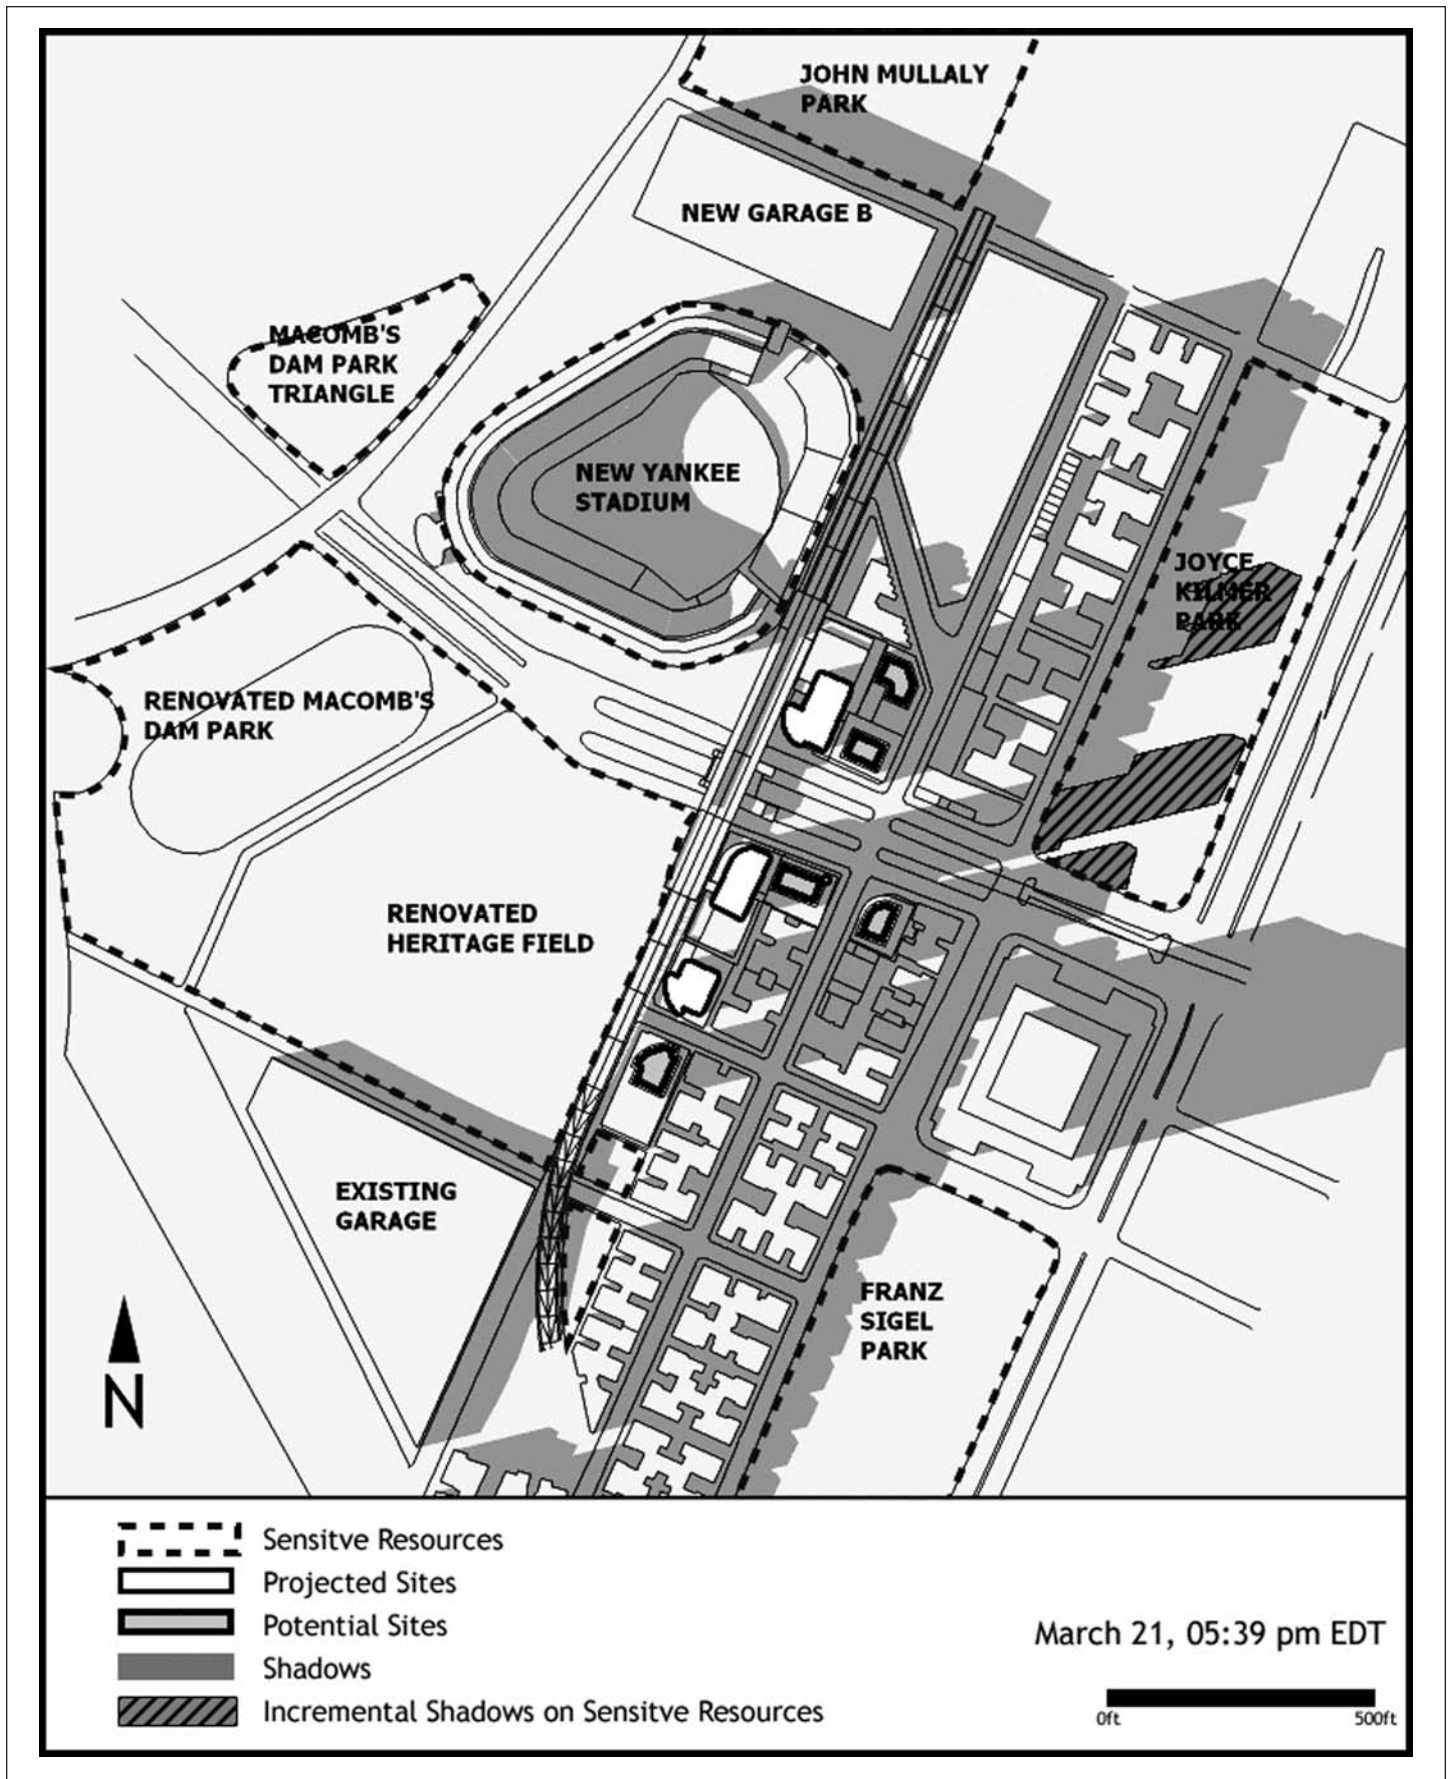 JOHN MULLALY
PARK
NEW GARAGE B
MACOMB'S
DAM PARK
TRIANGLE
NEW YANKEE
STADIUM
JOYCE
KILMER
PARK
RENOVATED MACOMB'S
DAM PARK
RENOVATED
HERITAGE FIELD
EXISTING
GARAGE
FRANZ
SIGEL
PARK
N
Sensitve Resources
Projected Sites
Potential Sites
Shadows
Incremental Shadows on Sensitve Resources
March 21, 05:39 pm EDT
0ft 500ft